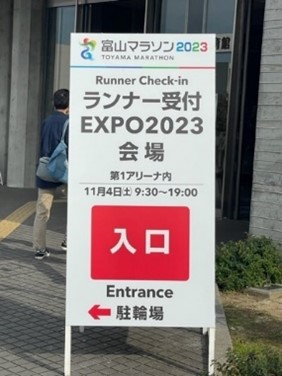 富山マラソン2023
TOYAMA MARATHON
Runner Check-in
ランナー受付
EXPO2023
会場
第1アリーナ内
11月4日㊏ 9:30～19:00
入口
Entrance
← 駐輪場